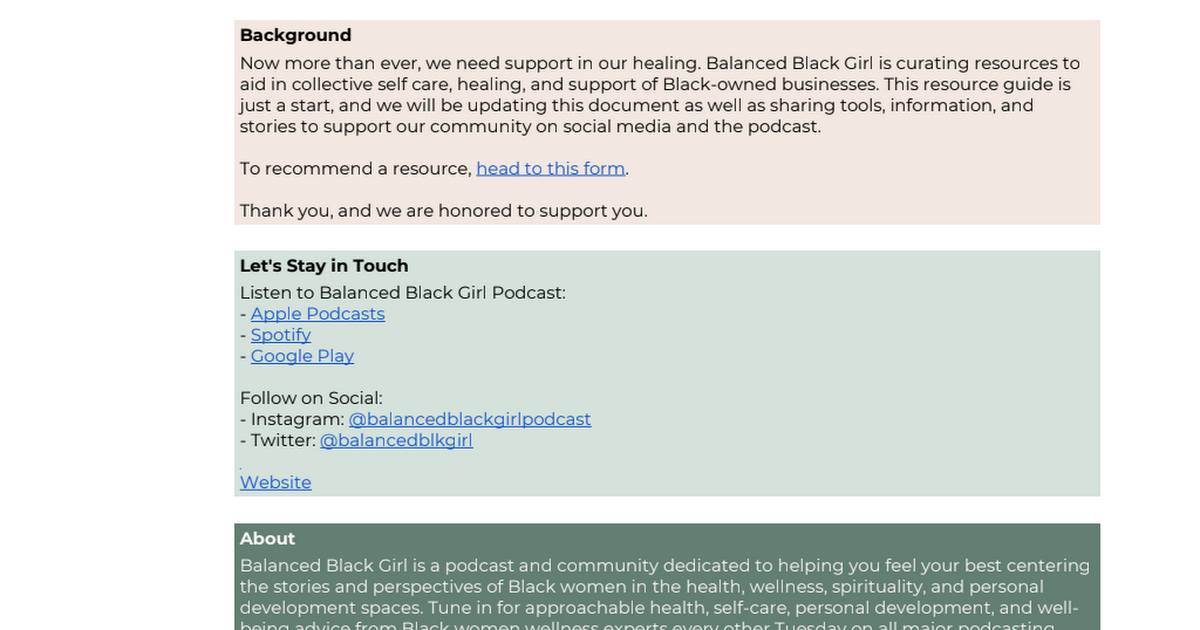 Background
Now more than ever, we need support in our healing. Balanced Black Girl is curating resources to
aid in collective self care, healing, and support of Black-owned businesses. This resource guide is
just a start, and we will be updating this document as well as sharing tools, information, and
stories to support our community on social media and the podcast.
To recommend a resource, head to this form.
Thank you, and we are honored to support you.
Let's Stay in Touch
Listen to Balanced Black Girl Podcast:
- Apple Podcasts
- Spotify
- Google Play
Follow on Social:
- Instagram: @balancedblackgirlpodcast
- Twitter: @balancedblkgirl
Website
About
Balanced Black Girl is a podcast and community dedicated to helping you feel your best centering
the stories and perspectives of Black women in the health, wellness, spirituality, and personal
development spaces. Tune in for approachable health, self-care, personal development, and well-
being advice from Black women wellness experts every other Tuesday on all major podcasting